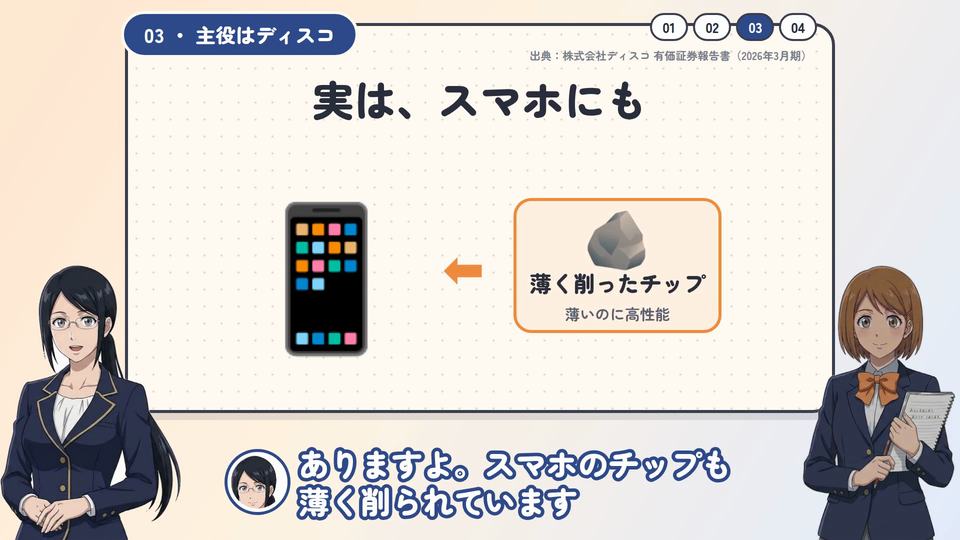 03 ・ 主役はディスコ
01 02 03 04
出典：株式会社ディスコ 有価証券報告書（2026年3月期）
実は、スマホにも
薄く削ったチップ
薄いのに高性能
ありますよ。スマホのチップも
薄く削られています